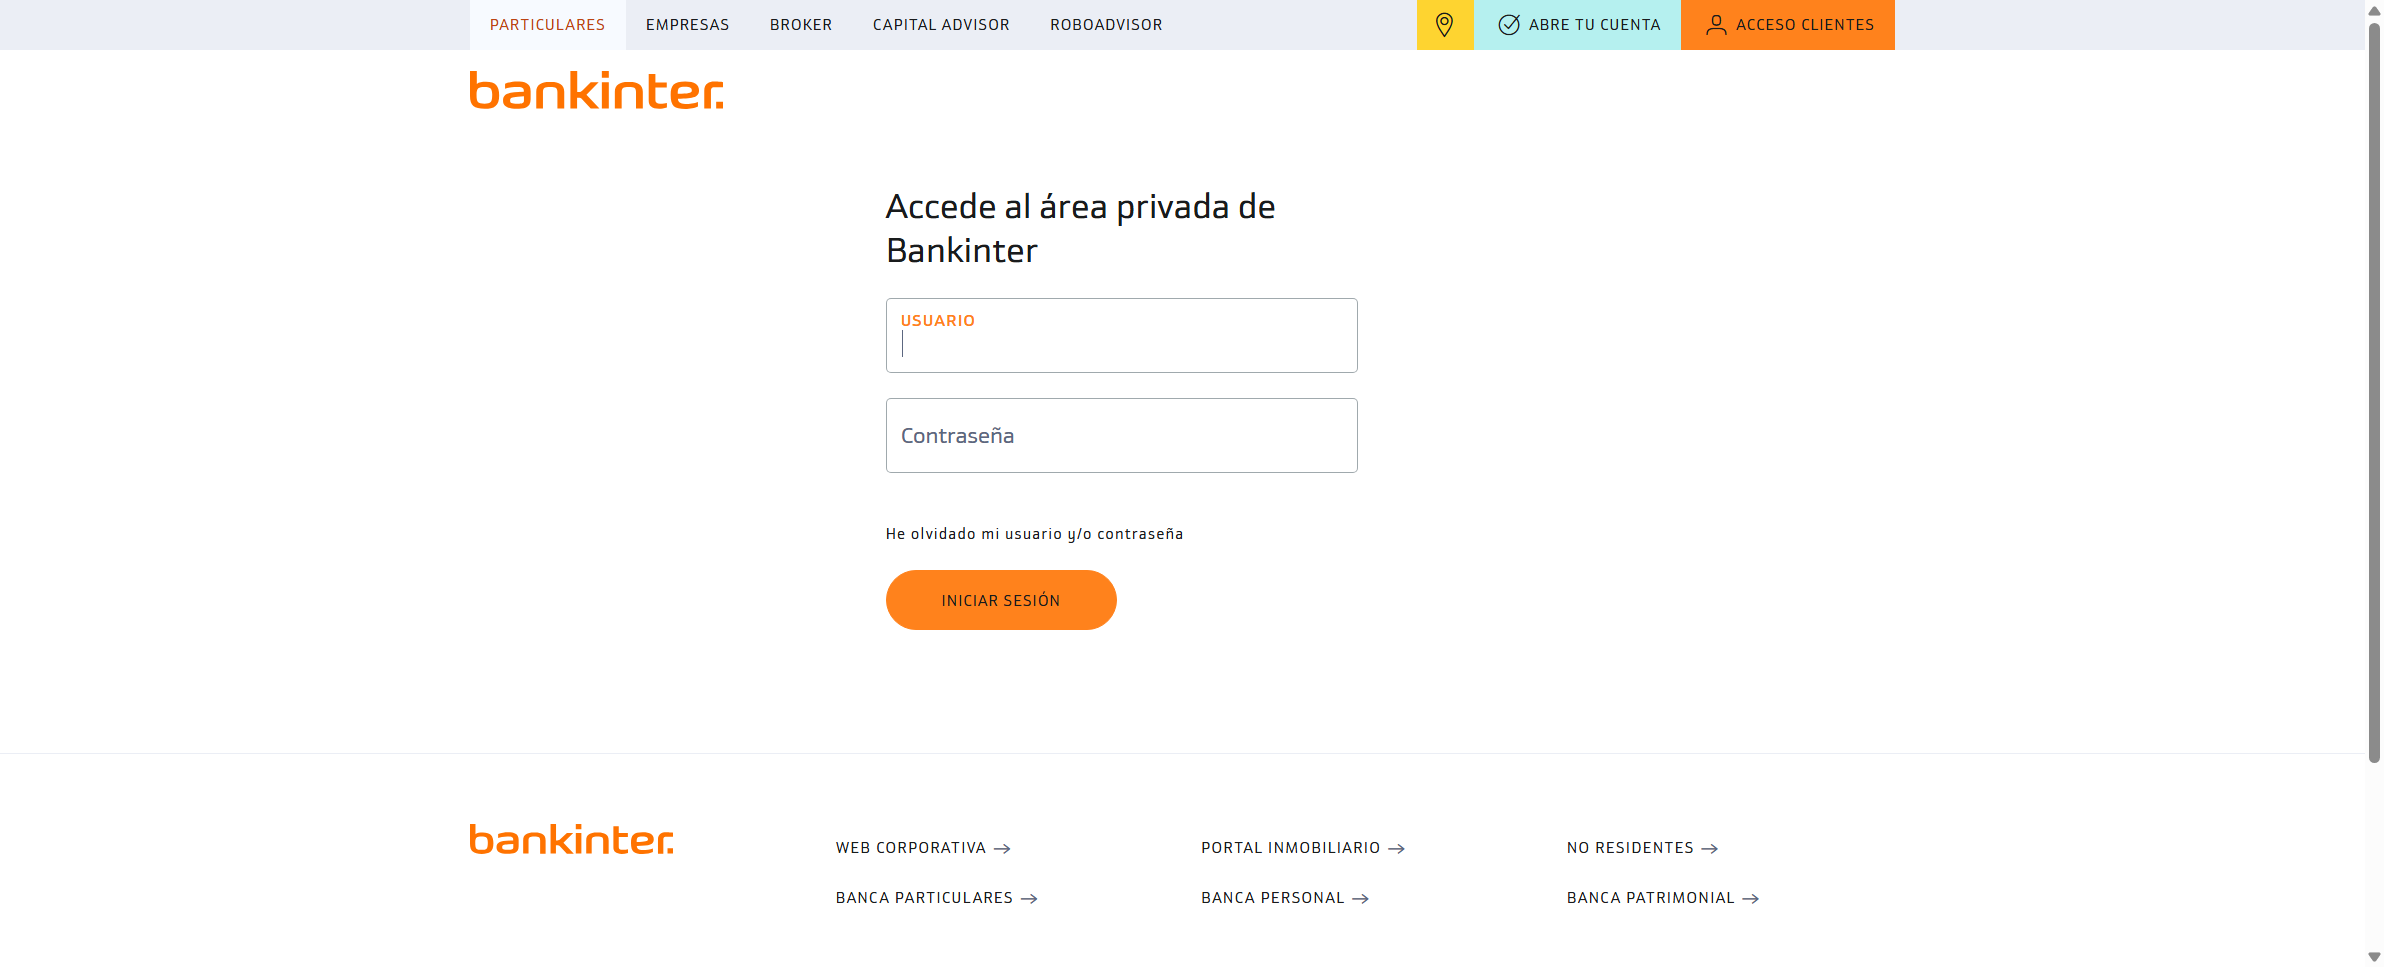 PARTICULARES EMPRESAS BROKER CAPITAL ADVISOR ROBOADVISOR ABRE TU CUENTA ACCESO CLIENTES
bankinter.
Accede al área privada de
Bankinter
USUARIO
Contraseña
He olvidado mi usuario y/o contraseña
INICIAR SESIÓN
bankinter.
WEB CORPORATIVA → PORTAL INMOBILIARIO → NO RESIDENTES →
BANCA PARTICULARES → BANCA PERSONAL → BANCA PATRIMONIAL →